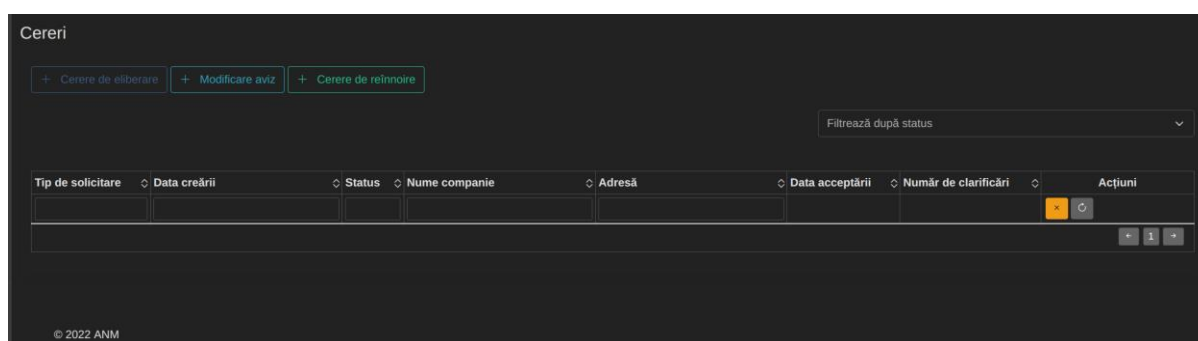 Cereri
+ Cerere de eliberare + Modificare aviz + Cerere de reînnoire
Filtrează după status
Tip de solicitare Data creării Status Nume companie Adresă Data acceptării Număr de clarificări Acțiuni
1
© 2022 ANM